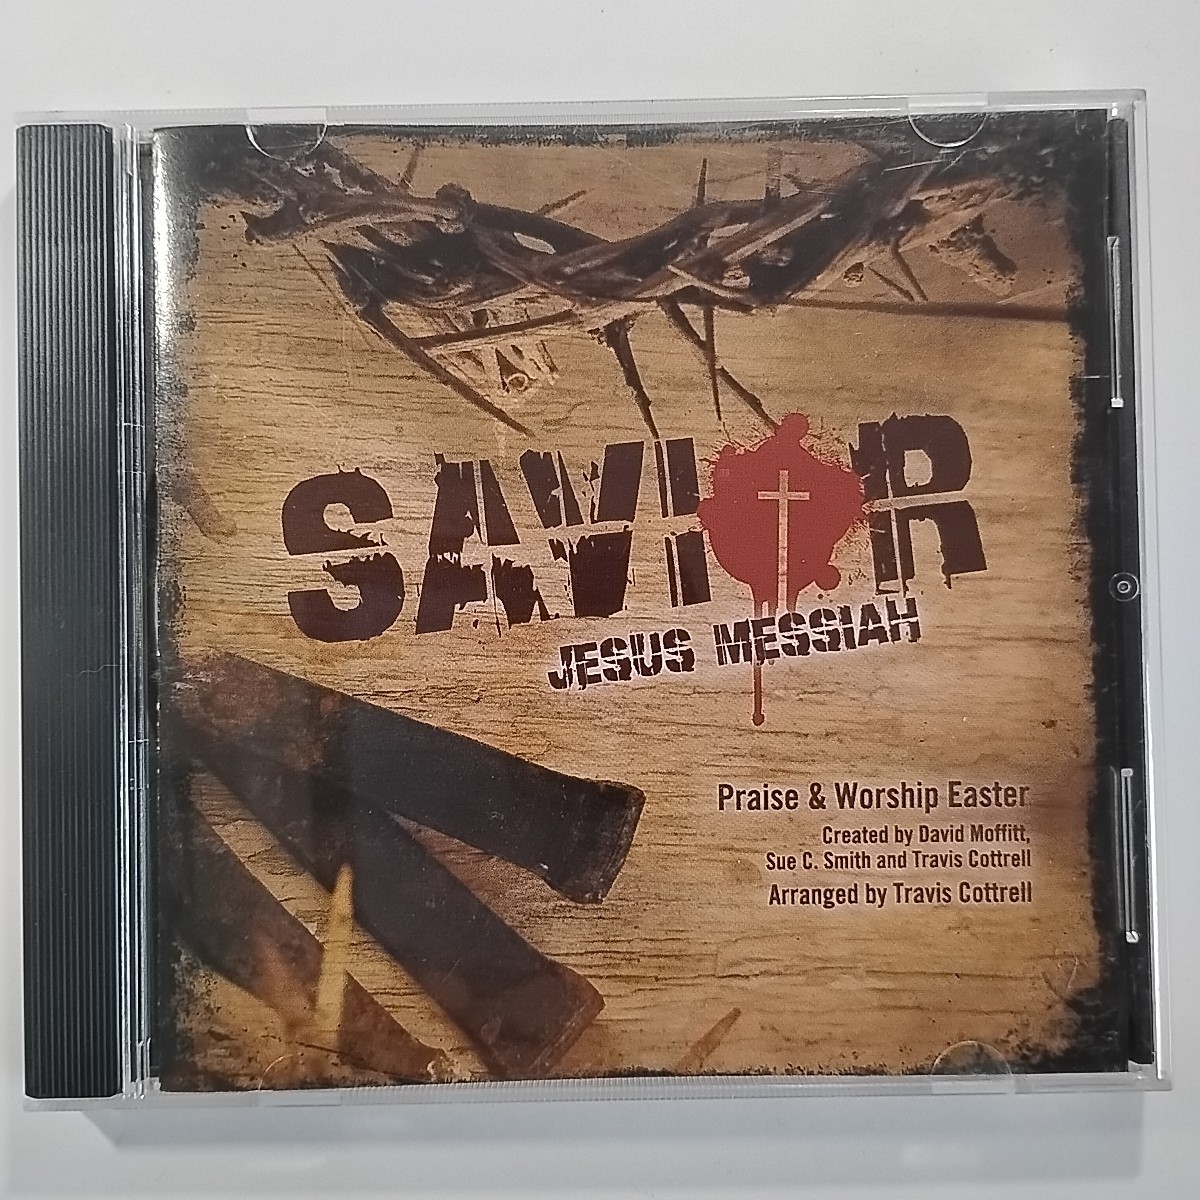 SAVIOR
JESUS MESSIAH
Praise & Worship Easter
Created by David Moffitt,
Sue C. Smith and Travis Cottrell
Arranged by Travis Cottrell